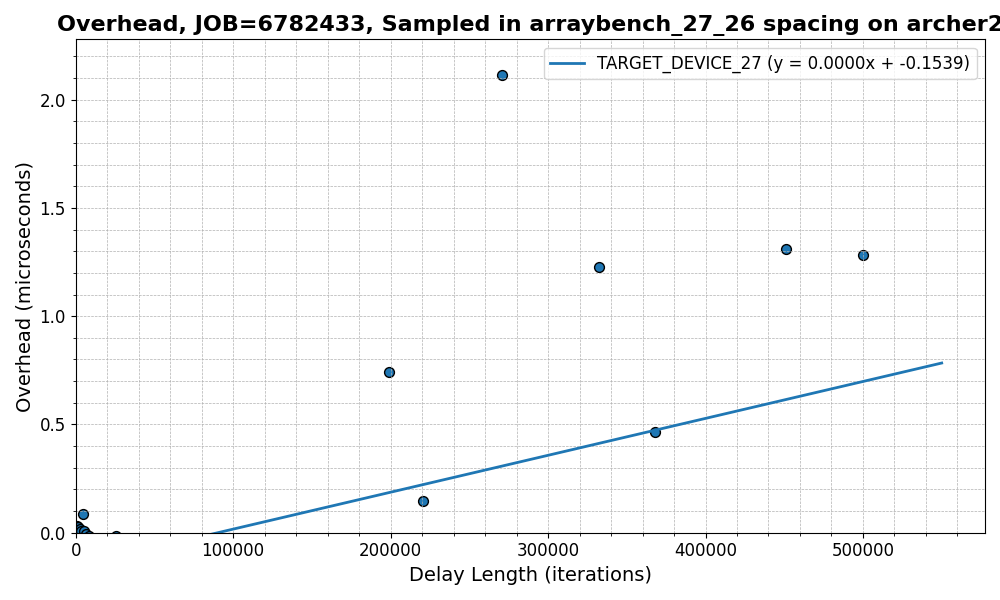 Overhead, JOB=6782433, Sampled in arraybench_27_26 spacing on archer2
TARGET_DEVICE_27 (y = 0.0000x + -0.1539)
Overhead (microseconds)
2.0
1.5
1.0
0.5
0.0
0 100000 200000 300000 400000 500000
Delay Length (iterations)